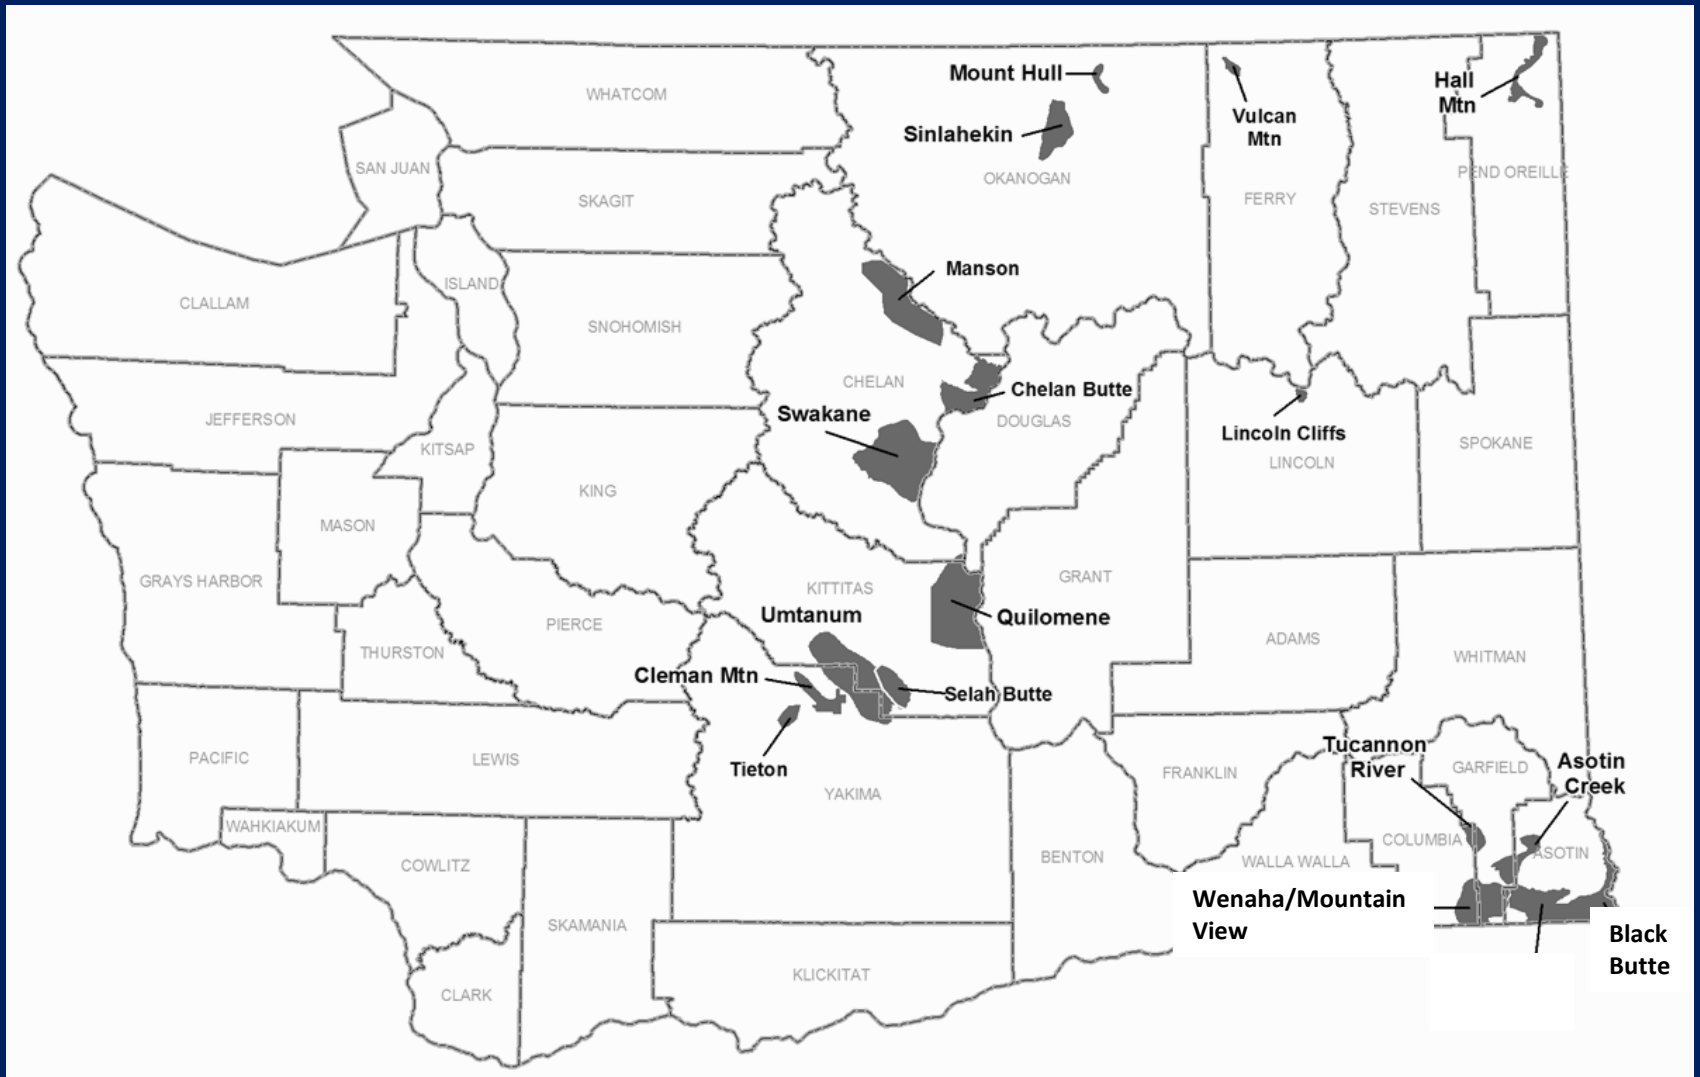 Mount Hull
Hall
Mtn
WHATCOM
Vulcan
Mtn
Sinlahekin
SAN JUAN
PEND OREILLE
OKANOGAN
SKAGIT
FERRY
STEVENS
Manson
ISLAND
CLALLAM
SNOHOMISH
CHELAN
Chelan Butte
Swakane
JEFFERSON
DOUGLAS
Lincoln Cliffs
KITSAP
SPOKANE
LINCOLN
KING
MASON
GRAYS HARBOR
KITTITAS
GRANT
Umtanum
Quilomene
PIERCE
ADAMS
THURSTON
WHITMAN
Cleman Mtn
Selah Butte
Tucannon
River
PACIFIC
LEWIS
Tieton
FRANKLIN
GARFIELD
Asotin
Creek
YAKIMA
WAHKIAKUM
COLUMBIA
ASOTIN
COWLITZ
BENTON
WALLA WALLA
Wenaha/Mountain
View
SKAMANIA
Black
Butte
KLICKITAT
CLARK